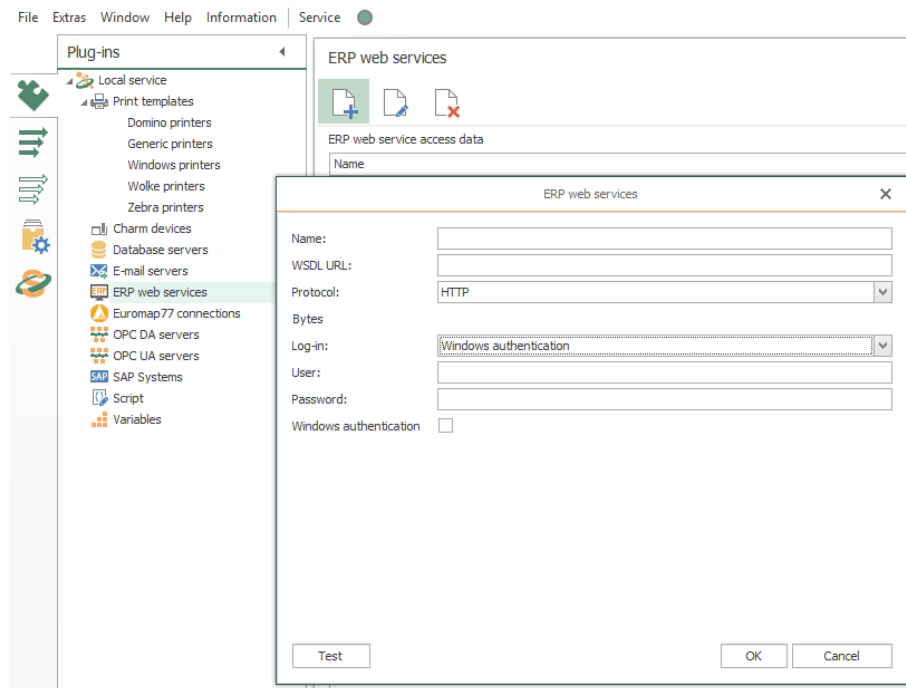 File Extras Window Help Information Service
Plug-ins
Local service
Print templates
Domino printers
Generic printers
Windows printers
Wolke printers
Zebra printers
Charm devices
Database servers
E-mail servers
ERP ERP web services
Euromap77 connections
OPC DA servers
OPC UA servers
SAP SAP Systems
Script
Variables
ERP web services
ERP web service access data
Name
ERP web services
Name:
WSDL URL:
Protocol: HTTP
Bytes
Log-in: Windows authentication
User:
Password:
Windows authentication
Test OK Cancel